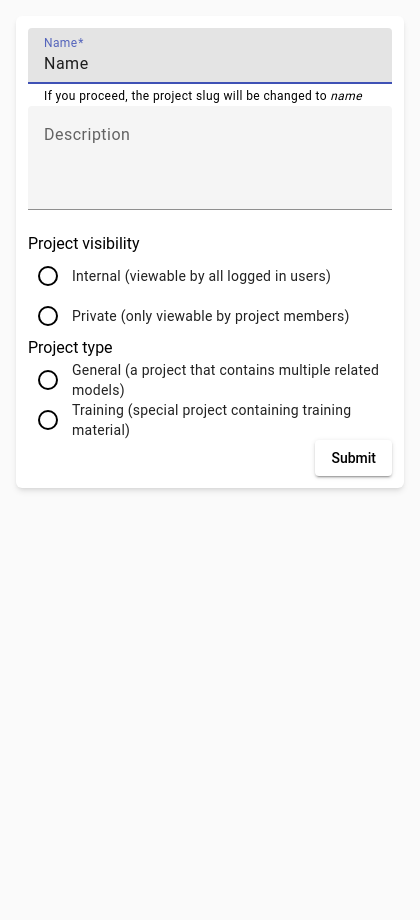 Name*
Name
If you proceed, the project slug will be changed to name
Description
Project visibility
Internal (viewable by all logged in users)
Private (only viewable by project members)
Project type
General (a project that contains multiple related
models)
Training (special project containing training
material)
Submit